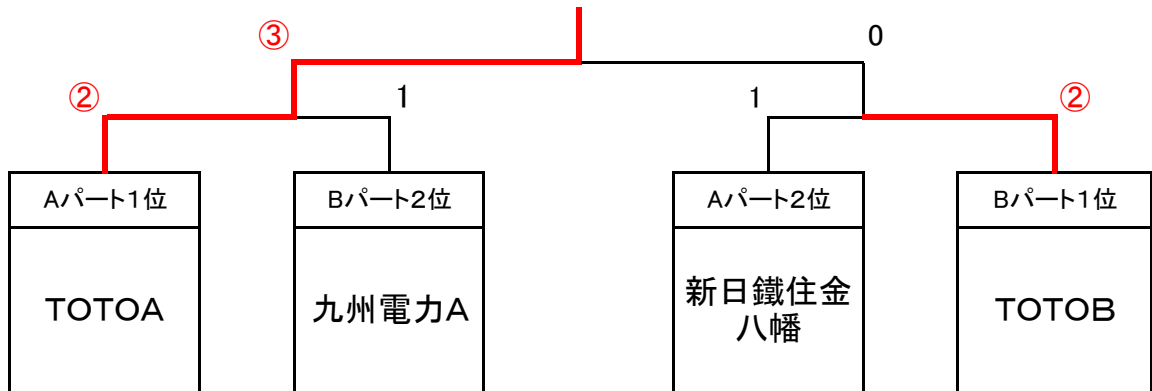 ③
0
②
1
1
②
Aパート1位
Bパート2位
Aパート2位
Bパート1位
TOTOA
九州電力A
新日鐵住金
八幡
TOTOB